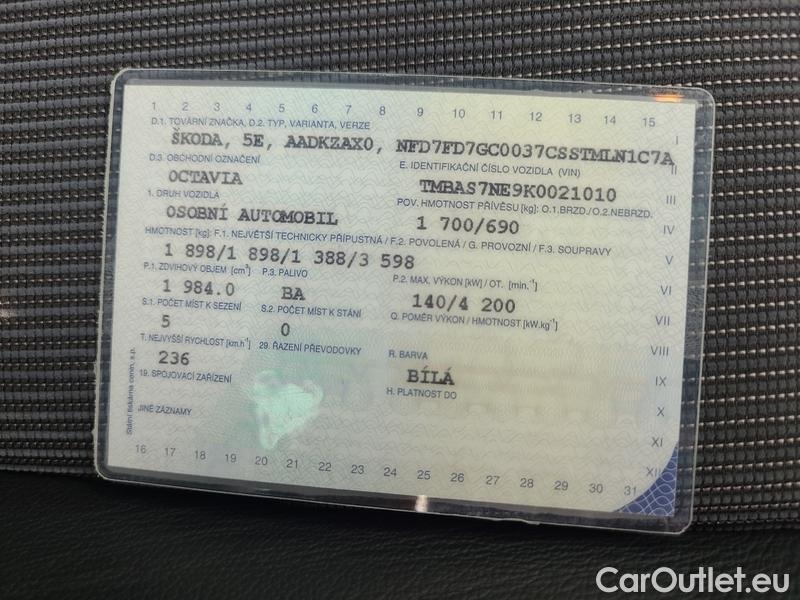 1 2 3 4 5 6 7 8 9 10 11 12 13 14 15
D.1. TOVÁRNÍ ZNAČKA, D.2. TYP, VARIANTA, VERZE I
ŠKODA, 5E, AADKZAX0, NFD7FD7GC0037CSSTMLN1C7A
D.3. OBCHODNÍ OZNAČENÍ E. IDENTIFIKAČNÍ ČÍSLO VOZIDLA (VIN) II
OCTAVIA TMBAS7NE9K0021010
1. DRUH VOZIDLA POV. HMOTNOST PŘÍVĚSU [kg]: O.1.BRZD./O.2.NEBRZD. III
OSOBNÍ AUTOMOBIL 1 700/690 IV
HMOTNOST [kg]: F.1. NEJVĚTŠÍ TECHNICKY PŘÍPUSTNÁ / F.2. POVOLENÁ / G. PROVOZNÍ / F.3. SOUPRAVY
1 898/1 898/1 388/3 598 V
P.1. ZDVIHOVÝ OBJEM [cm³] P.3. PALIVO P.2. MAX. VÝKON [kW] / OT. [min.⁻¹]
1 984.0 BA 140/4 200 VI
S.1. POČET MÍST K SEZENÍ S.2. POČET MÍST K STÁNÍ Q. POMĚR VÝKON / HMOTNOST [kW.kg⁻¹] VII
5 0
T. NEJVYŠŠÍ RYCHLOST [km.h⁻¹] 29. ŘAZENÍ PŘEVODOVKY R. BARVA VIII
236 BÍLÁ IX
19. SPOJOVACÍ ZAŘÍZENÍ H. PLATNOST DO
JINÉ ZÁZNAMY X
XI
XII
16 17 18 19 20 21 22 23 24 25 26 27 28 29 30 31
Státní tiskárna cenin, s.p.
CarOutlet.eu